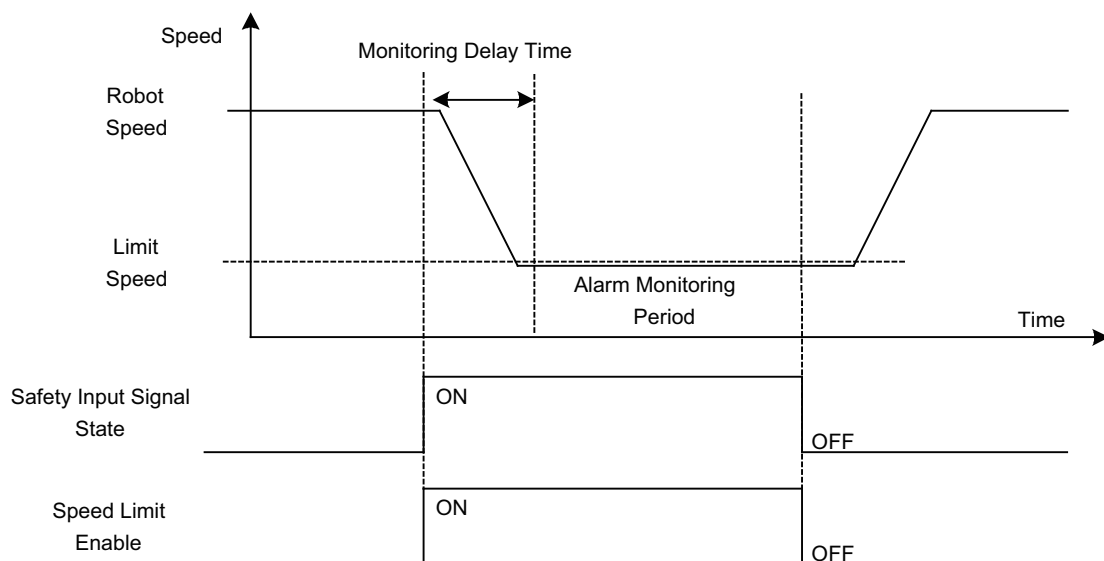 Speed
Monitoring Delay Time
Robot
Speed
Limit
Speed
Alarm Monitoring
Period
Time
Safety Input Signal
State
ON
OFF
Speed Limit
Enable
ON
OFF